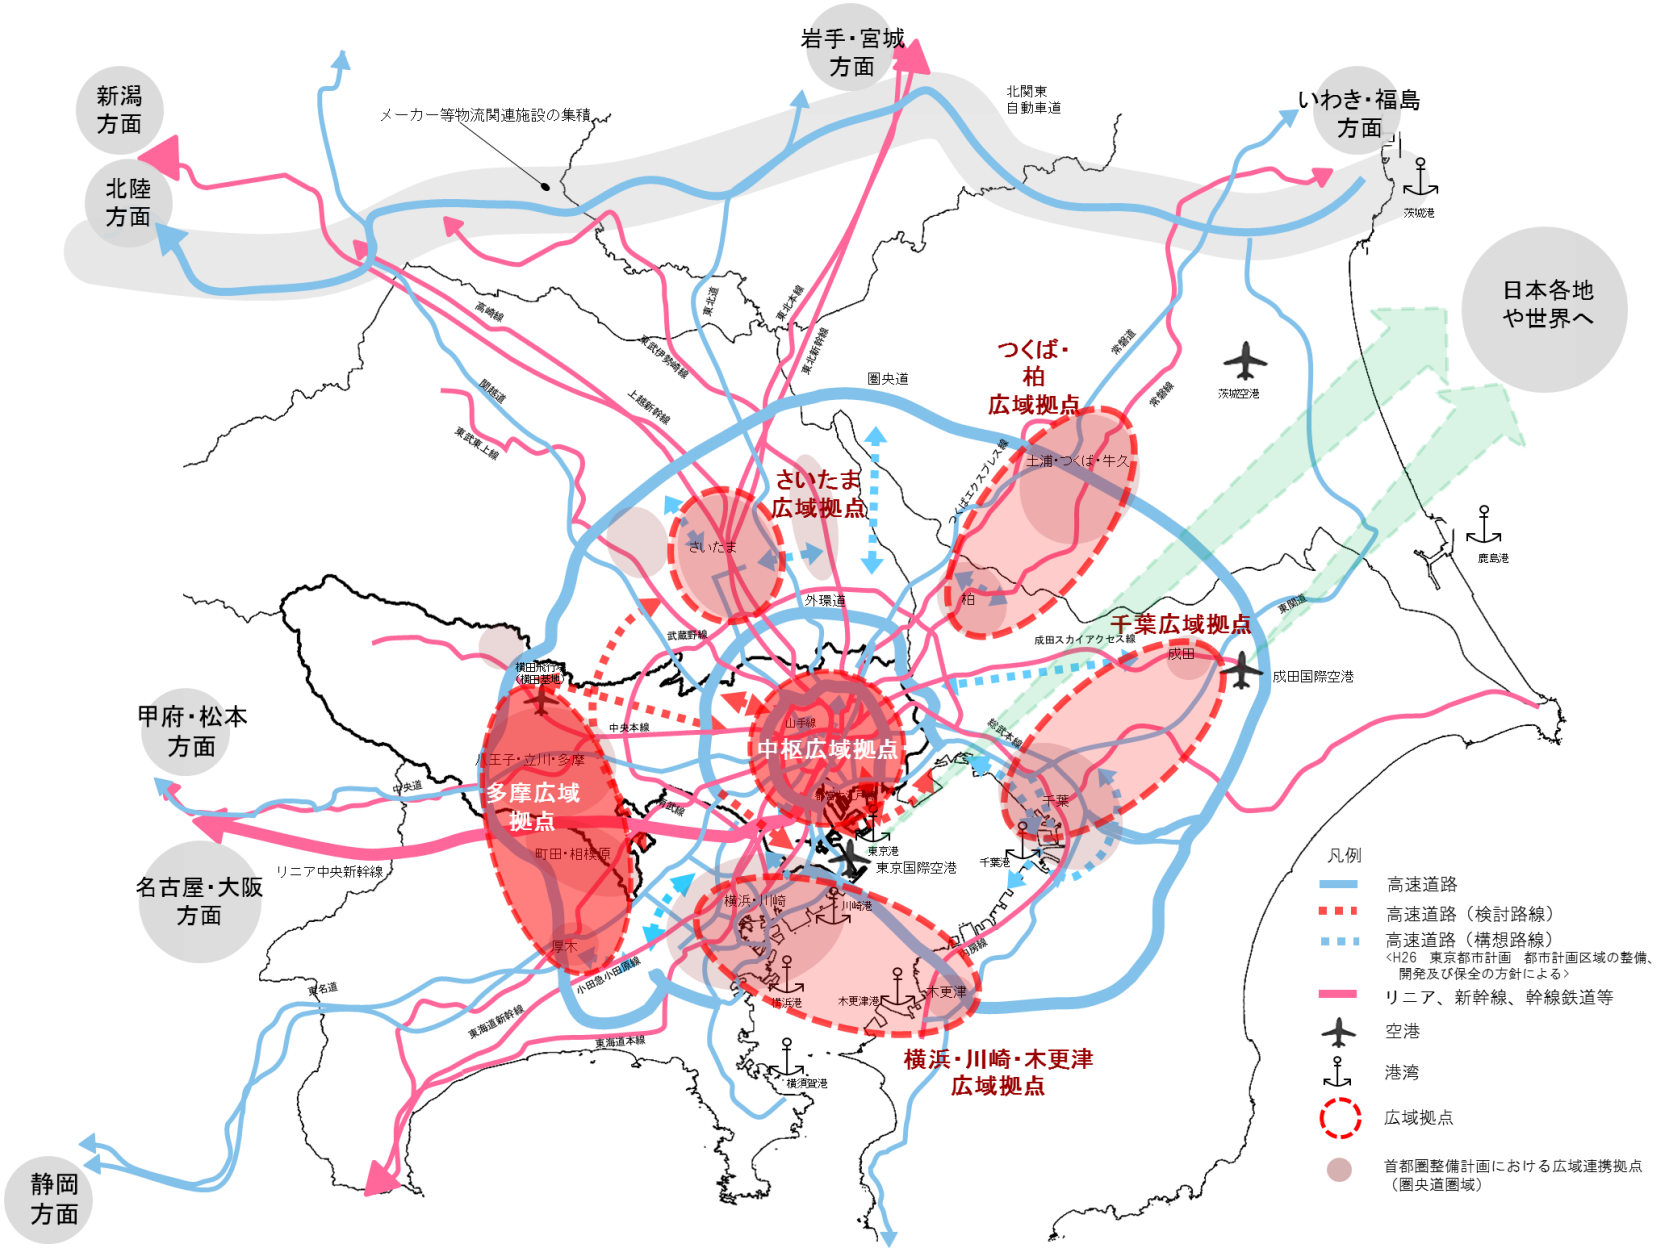 岩手・宮城
方面
新潟
方面
北陸
方面
いわき・福島
方面
メーカー等物流関連施設の集積
北関東
自動車道
茨城港
日本各地
や世界へ
高崎線
東武伊勢崎線
東北道
東北本線
東北新幹線
常磐道
常磐線
茨城空港
関越道
上越新幹線
東武東上線
圏央道
つくば・
柏
広域拠点
土浦・つくば・牛久
つくばエクスプレス線
さいたま
広域拠点
さいたま
柏
鹿島港
外環道
武蔵野線
千葉広域拠点
成田スカイアクセス線
成田
東関道
成田国際空港
横田飛行場
(横田基地)
甲府・松本
方面
中央本線
山手線
中枢広域拠点
総武本線
八王子・立川・多摩
中央道
多摩広域
拠点
町田・相模原
南武線
千葉
東京港
東京国際空港
千葉港
リニア中央新幹線
名古屋・大阪
方面
横浜・川崎
川崎港
厚木
小田急小田原線
内房線
東名道
横浜港
木更津港
木更津
東海道新幹線
東海道本線
横浜・川崎・木更津
広域拠点
横須賀港
静岡
方面
凡例
高速道路
高速道路（検討路線）
高速道路（構想路線）
<H26　東京都市計画　都市計画区域の整備、
開発及び保全の方針による>
リニア、新幹線、幹線鉄道等
空港
港湾
広域拠点
首都圏整備計画における広域連携拠点
（圏央道圏域）